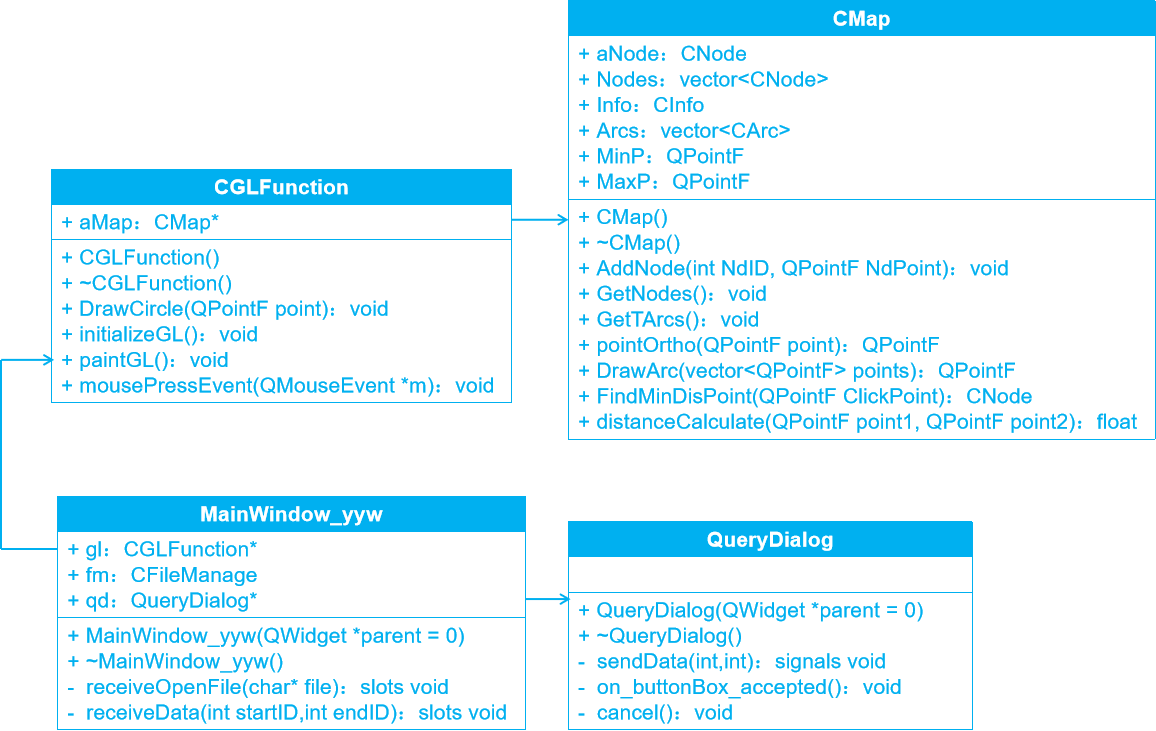 CMap
+ aNode：CNode
+ Nodes：vector<CNode>
+ Info：CInfo
+ Arcs：vector<CArc>
+ MinP：QPointF
+ MaxP：QPointF
+ CMap()
+ ~CMap()
+ AddNode(int NdID, QPointF NdPoint)：void
+ GetNodes()：void
+ GetTArcs()：void
+ pointOrtho(QPointF point)：QPointF
+ DrawArc(vector<QPointF> points)：QPointF
+ FindMinDisPoint(QPointF ClickPoint)：CNode
+ distanceCalculate(QPointF point1, QPointF point2)：float
CGLFunction
+ aMap：CMap*
+ CGLFunction()
+ ~CGLFunction()
+ DrawCircle(QPointF point)：void
+ initializeGL()：void
+ paintGL()：void
+ mousePressEvent(QMouseEvent *m)：void
MainWindow_yyw
+ gl：CGLFunction*
+ fm：CFileManage
+ qd：QueryDialog*
+ MainWindow_yyw(QWidget *parent = 0)
+ ~MainWindow_yyw()
- receiveOpenFile(char* file)：slots void
- receiveData(int startID,int endID)：slots void
QueryDialog
+ QueryDialog(QWidget *parent = 0)
+ ~QueryDialog()
- sendData(int,int)：signals void
- on_buttonBox_accepted()：void
- cancel()：void